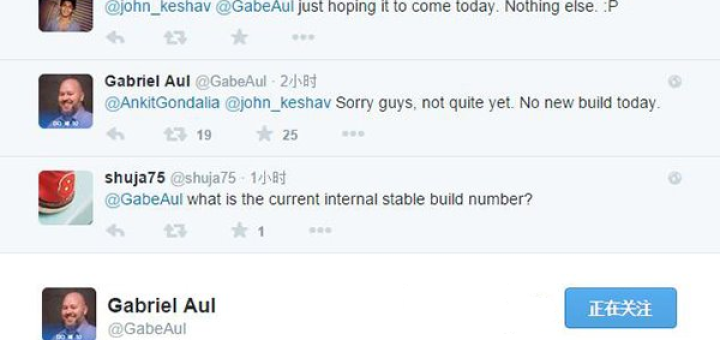 @john_keshav @GabeAul just hoping it to come today. Nothing else. :P
Gabriel Aul @GabeAul · 2小时
@AnkitGondalia @john_keshav Sorry guys, not quite yet. No new build today.
19 25
shuja75 @shuja75 · 1小时
@GabeAul what is the current internal stable build number?
1
Gabriel Aul
正在关注
@GabeAul